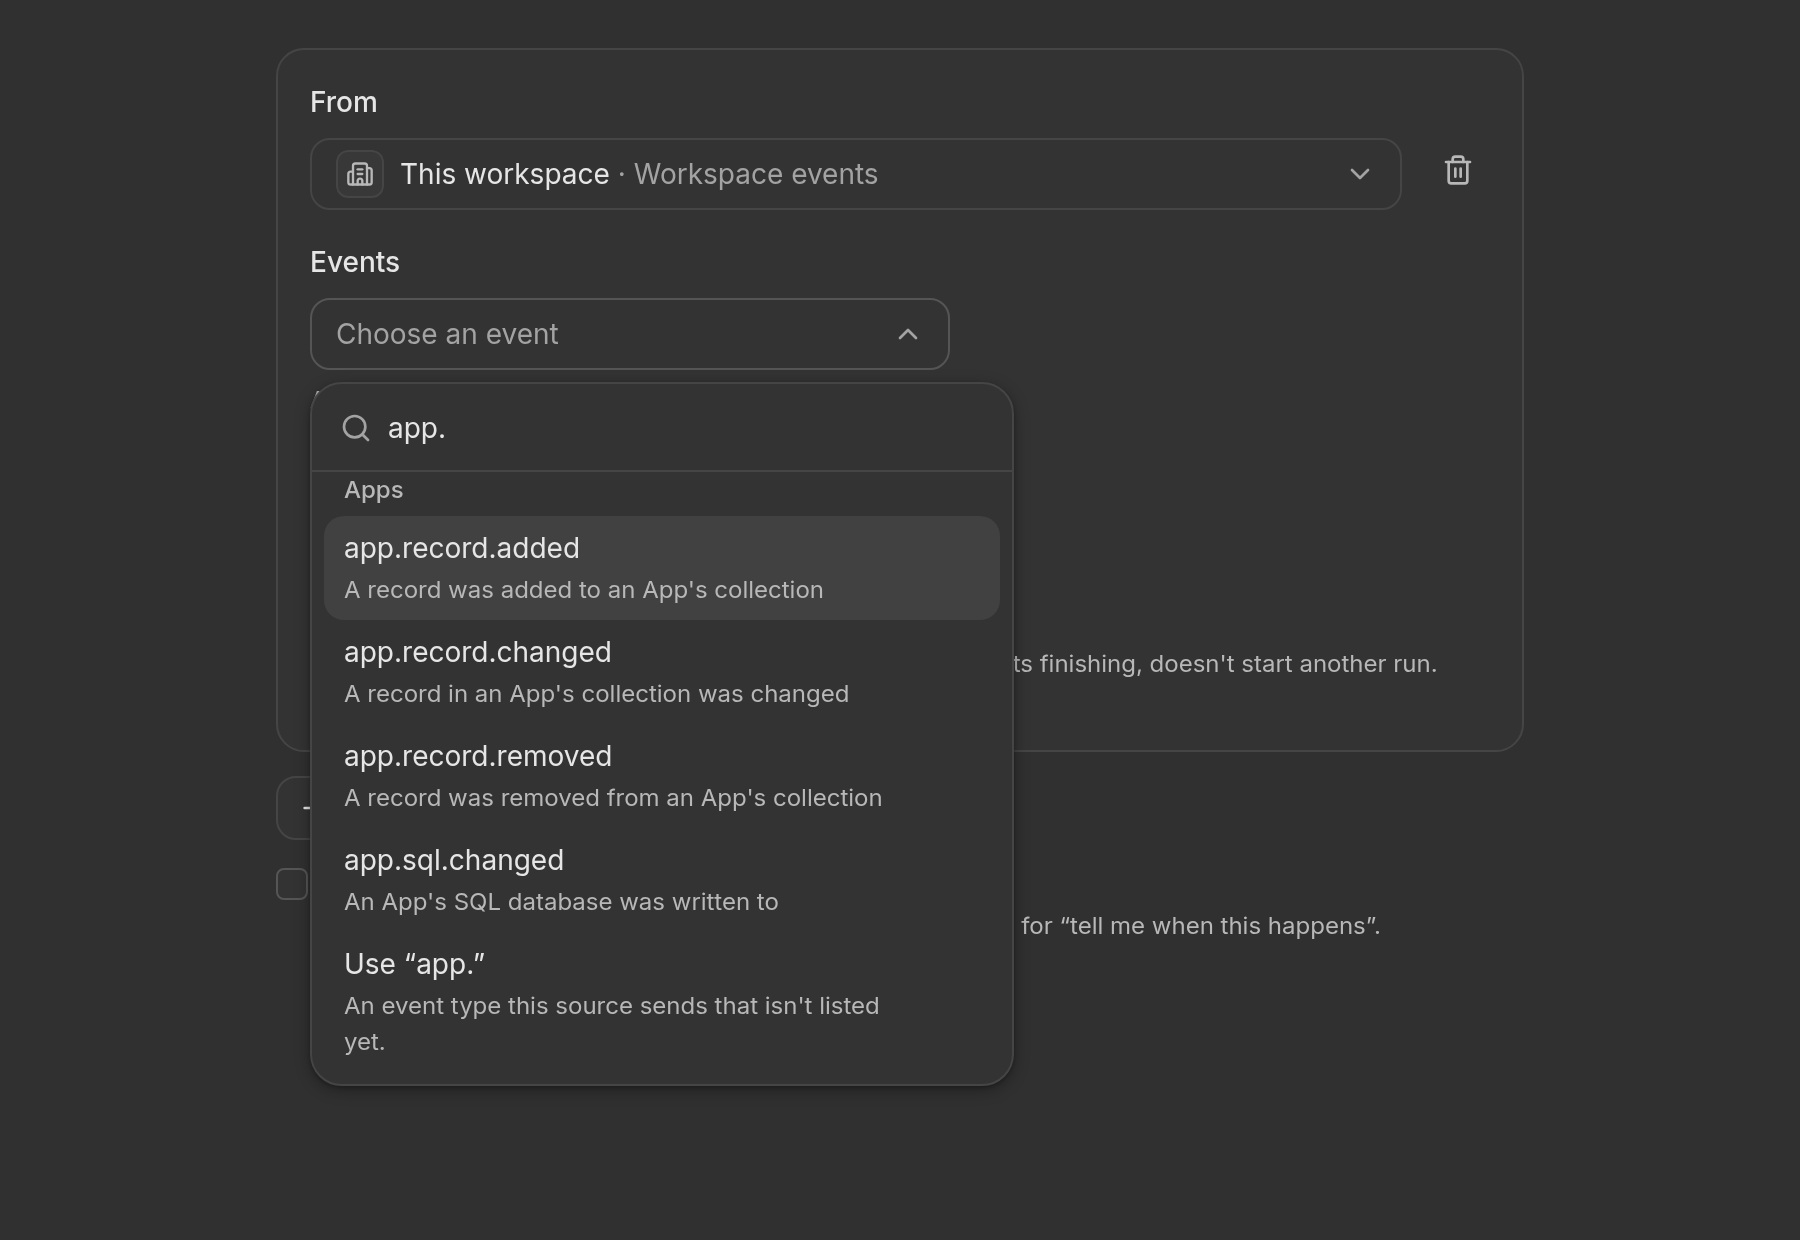 From
This workspace · Workspace events
Events
Choose an event
app.
Apps
app.record.added
A record was added to an App's collection
app.record.changed
A record in an App's collection was changed
finishing, doesn't start another run.
app.record.removed
A record was removed from an App's collection
app.sql.changed
An App's SQL database was written to
for “tell me when this happens”.
Use “app.”
An event type this source sends that isn't listed
yet.